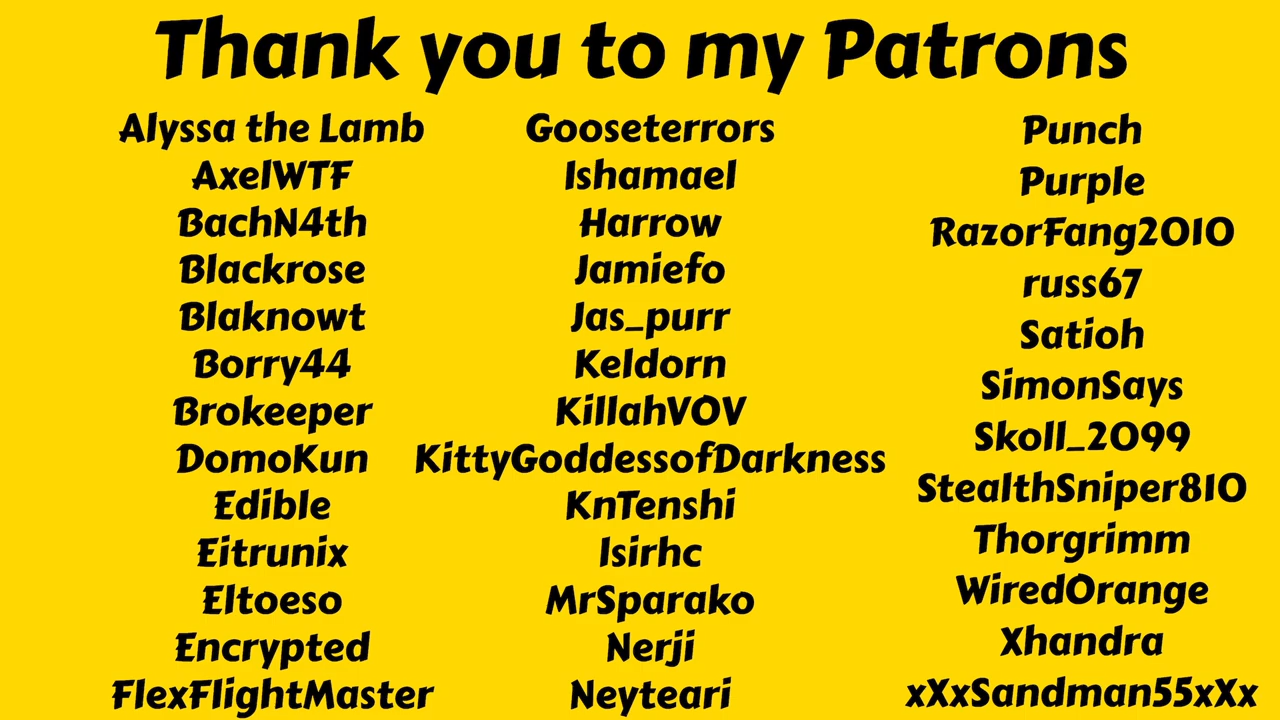 Thank you to my Patrons
Alyssa the Lamb
AxelWTF
BachN4th
Blackrose
Blaknowt
Borry44
Brokeeper
DomoKun
Edible
Eitrunix
Eltoeso
Encrypted
FlexFlightMaster
Gooseterrors
Ishamael
Harrow
Jamiefo
Jas_purr
Keldorn
KillahVOV
KittyGoddessofDarkness
KnTenshi
lsirhc
MrSparako
Nerji
Neyteari
Punch
Purple
RazorFang2010
russ67
Satioh
SimonSays
Skoll_2099
StealthSniper810
Thorgrimm
WiredOrange
Xhandra
xXxSandman55xXx